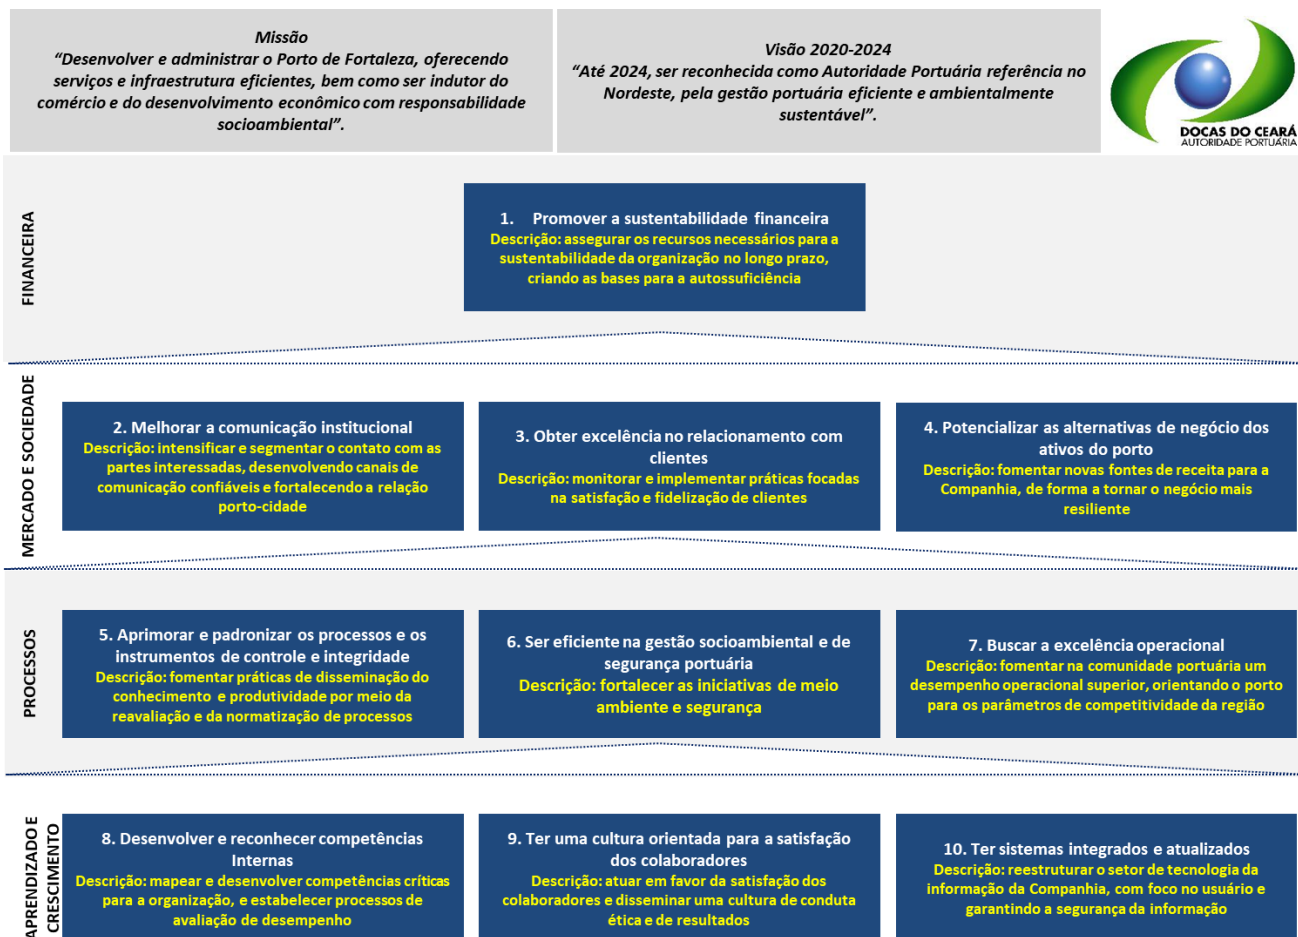 Missão
“Desenvolver e administrar o Porto de Fortaleza, oferecendo
serviços e infraestrutura eficientes, bem como ser indutor do
comércio e do desenvolvimento econômico com responsabilidade
socioambiental”.
Visão 2020-2024
“Até 2024, ser reconhecida como Autoridade Portuária referência no
Nordeste, pela gestão portuária eficiente e ambientalmente
sustentável”.
DOCAS DO CEARÁ
AUTORIDADE PORTUÁRIA
FINANCEIRA
1. Promover a sustentabilidade financeira
Descrição: assegurar os recursos necessários para a
sustentabilidade da organização no longo prazo,
criando as bases para a autossuficiência
MERCADO E SOCIEDADE
2. Melhorar a comunicação institucional
Descrição: intensificar e segmentar o contato com as
partes interessadas, desenvolvendo canais de
comunicação confiáveis e fortalecendo a relação
porto-cidade
3. Obter excelência no relacionamento com
clientes
Descrição: monitorar e implementar práticas focadas
na satisfação e fidelização de clientes
4. Potencializar as alternativas de negócio dos
ativos do porto
Descrição: fomentar novas fontes de receita para a
Companhia, de forma a tornar o negócio mais
resiliente
PROCESSOS
5. Aprimorar e padronizar os processos e os
instrumentos de controle e integridade
Descrição: fomentar práticas de disseminação do
conhecimento e produtividade por meio da
reavaliação e da normatização de processos
6. Ser eficiente na gestão socioambiental e de
segurança portuária
Descrição: fortalecer as iniciativas de meio
ambiente e segurança
7. Buscar a excelência operacional
Descrição: fomentar na comunidade portuária um
desempenho operacional superior, orientando o porto
para os parâmetros de competitividade da região
APRENDIZADO E
CRESCIMENTO
8. Desenvolver e reconhecer competências
Internas
Descrição: mapear e desenvolver competências críticas
para a organização, e estabelecer processos de
avaliação de desempenho
9. Ter uma cultura orientada para a satisfação
dos colaboradores
Descrição: atuar em favor da satisfação dos
colaboradores e disseminar uma cultura de conduta
ética e de resultados
10. Ter sistemas integrados e atualizados
Descrição: reestruturar o setor de tecnologia da
informação da Companhia, com foco no usuário e
garantindo a segurança da informação